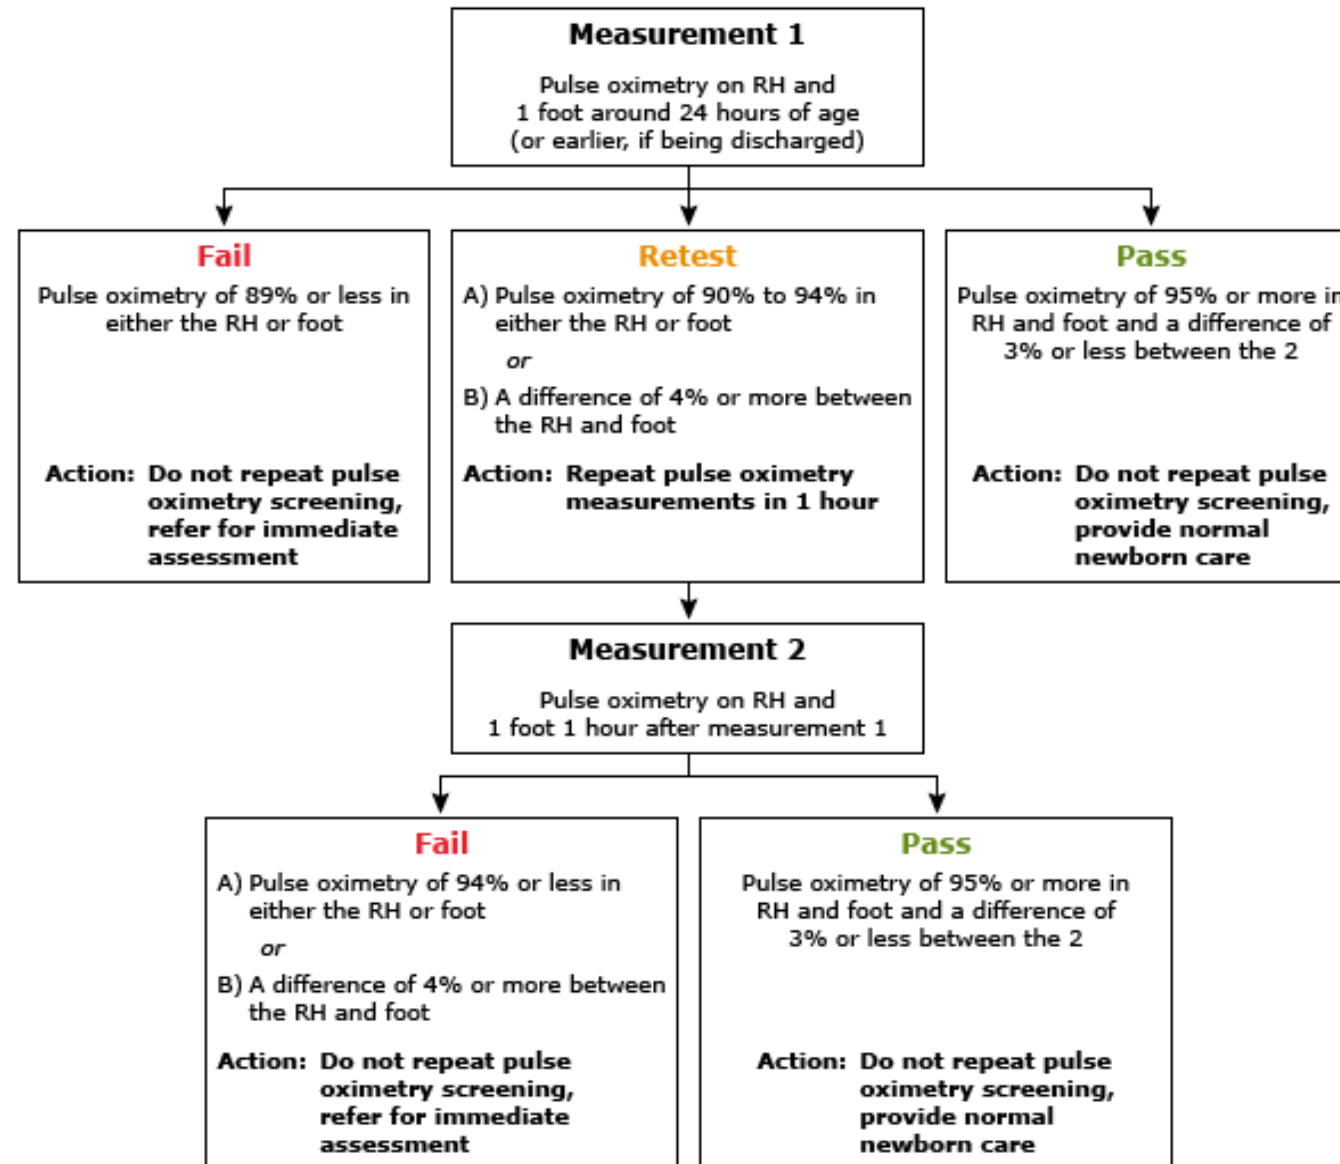 Measurement 1
Pulse oximetry on RH and
1 foot around 24 hours of age
(or earlier, if being discharged)
Fail
Pulse oximetry of 89% or less in
either the RH or foot
Action: Do not repeat pulse
oximetry screening,
refer for immediate
assessment
Retest
A) Pulse oximetry of 90% to 94% in
either the RH or foot
or
B) A difference of 4% or more between
the RH and foot
Action: Repeat pulse oximetry
measurements in 1 hour
Pass
Pulse oximetry of 95% or more in
RH and foot and a difference of
3% or less between the 2
Action: Do not repeat pulse
oximetry screening,
provide normal
newborn care
Measurement 2
Pulse oximetry on RH and
1 foot 1 hour after measurement 1
Fail
A) Pulse oximetry of 94% or less in
either the RH or foot
or
B) A difference of 4% or more between
the RH and foot
Action: Do not repeat pulse
oximetry screening,
refer for immediate
assessment
Pass
Pulse oximetry of 95% or more in
RH and foot and a difference of
3% or less between the 2
Action: Do not repeat pulse
oximetry screening,
provide normal
newborn care